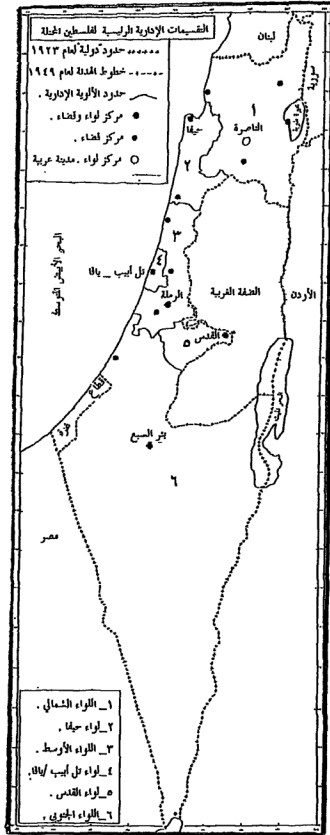 التقسيمات الإدارية الرئيسية لفلسطين المحتلة
حدود دولية لعام ١٩٢٣
خطوط الهدنة لعام ١٩٤٩
حدود الألوية الإدارية .
مركز لواء وقضاء .
مركز قضاء .
مركز لواء . مدينة عربية
لبنان
سورية
١
الناصرة
حيفا
٢
٣
٤
تل أبيب _ يافا
البحر الأبيض المتوسط
الرملة
الضفة الغربية
الأردن
القدس
٥
قطاع
غزة
بئر السبع
٦
مصر
١_ اللواء الشمالي .
٢_ لواء حيفا .
٣_ اللواء الأوسط .
٤_ لواء تل أبيب /يافا.
٥_ لواء القدس .
٦_ اللواء الجنوبي .